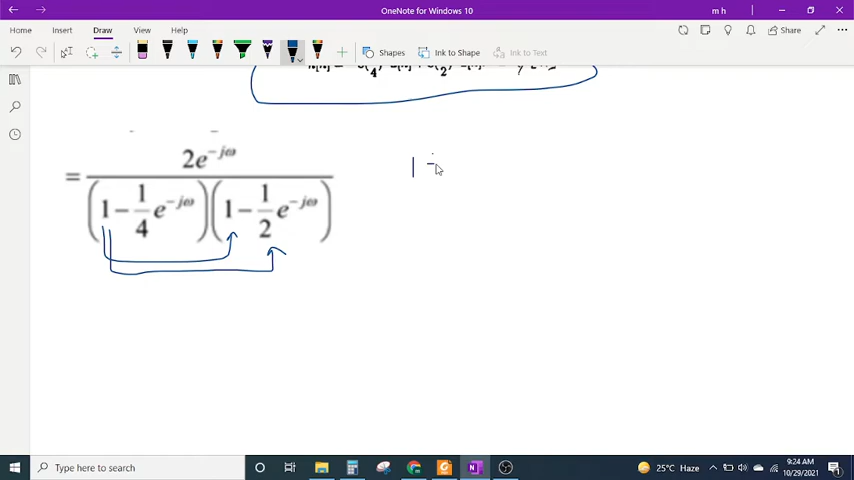 OneNote for Windows 10
m h
Home Insert Draw View Help
Share
Shapes Ink to Shape Ink to Text
= 2e^{-jω} / (1 - 1/4 e^{-jω})(1 - 1/2 e^{-jω})
1
Type here to search
25°C Haze
9:24 AM
10/29/2021
1